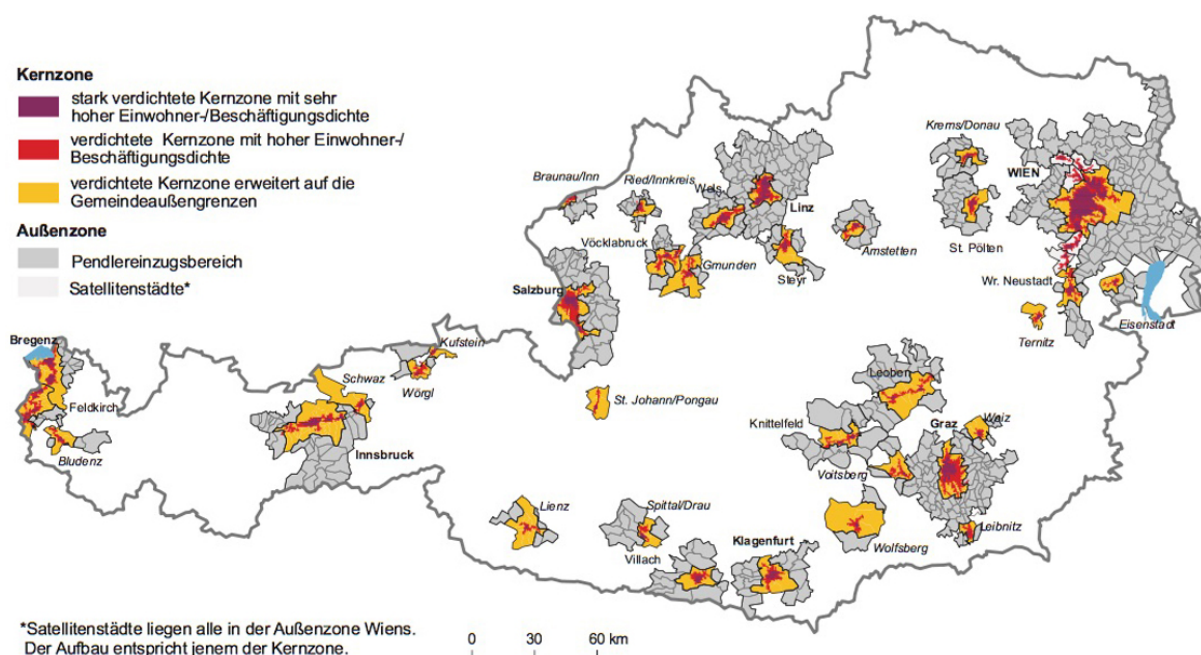 Kernzone
stark verdichtete Kernzone mit sehr
hoher Einwohner-/Beschäftigungsdichte
verdichtete Kernzone mit hoher Einwohner-/
Beschäftigungsdichte
verdichtete Kernzone erweitert auf die
Gemeindeaußengrenzen
Außenzone
Pendlereinzugsbereich
Satellitenstädte*
Krems/Donau
WIEN
Braunau/Inn
Ried/Innkreis
Wels
Linz
Vöcklabruck
Gmunden
Steyr
Amstetten
St. Pölten
Salzburg
Wr. Neustadt
Eisenstadt
Ternitz
Bregenz
Kufstein
Schwaz
Wörgl
Feldkirch
St. Johann/Pongau
Leoben
Knittelfeld
Graz
Weiz
Bludenz
Innsbruck
Voitsberg
Lienz
Spittal/Drau
Leibnitz
Villach
Klagenfurt
Wolfsberg
*Satellitenstädte liegen alle in der Außenzone Wiens.
Der Aufbau entspricht jenem der Kernzone.
0 30 60 km